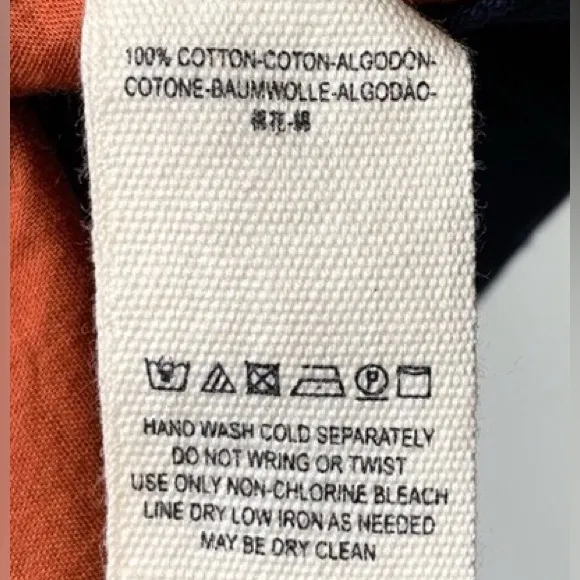 100% COTTON-COTON-ALGODÓN-
COTONE-BAUMWOLLE-ALGODÃO-
棉花-綿
P
HAND WASH COLD SEPARATELY
DO NOT WRING OR TWIST
USE ONLY NON-CHLORINE BLEACH
LINE DRY LOW IRON AS NEEDED
MAY BE DRY CLEAN